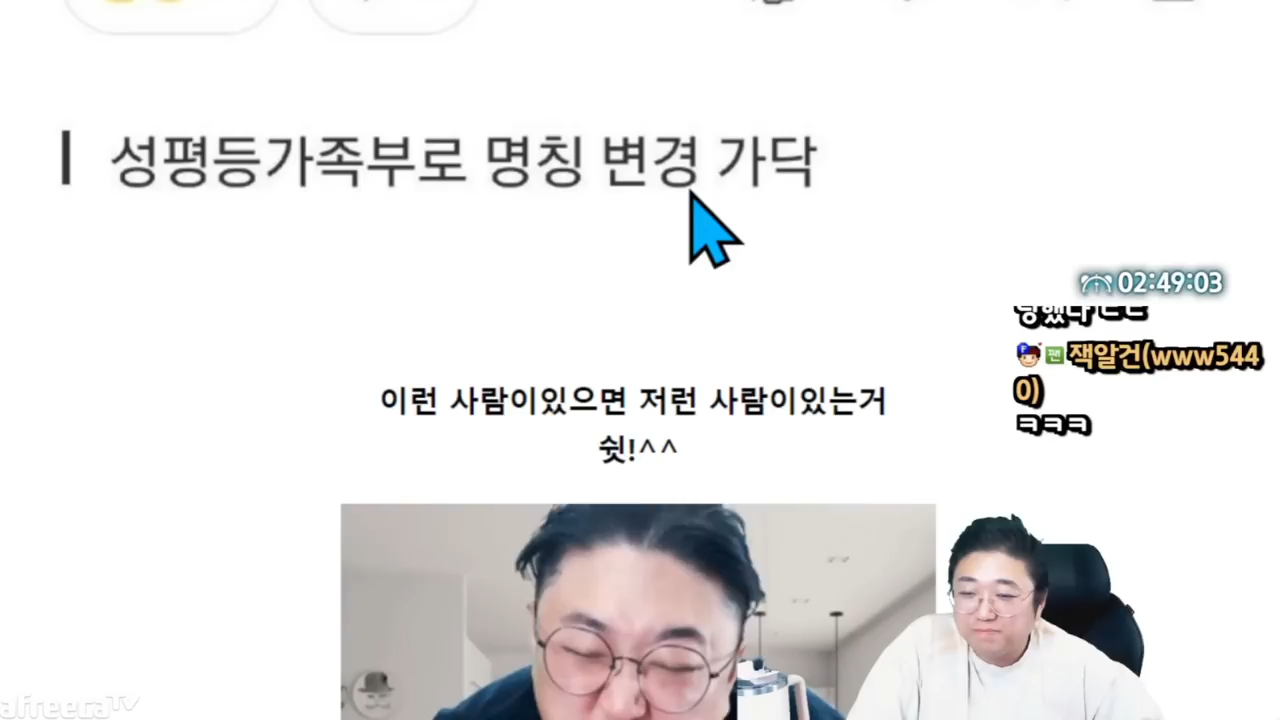 성평등가족부로 명칭 변경 가닥
02:49:03
이런 사람이있으면 저런 사람이있는거
쉿!^^
팬 잭알건(www544
0)
ㅋㅋㅋ
afreecaTV